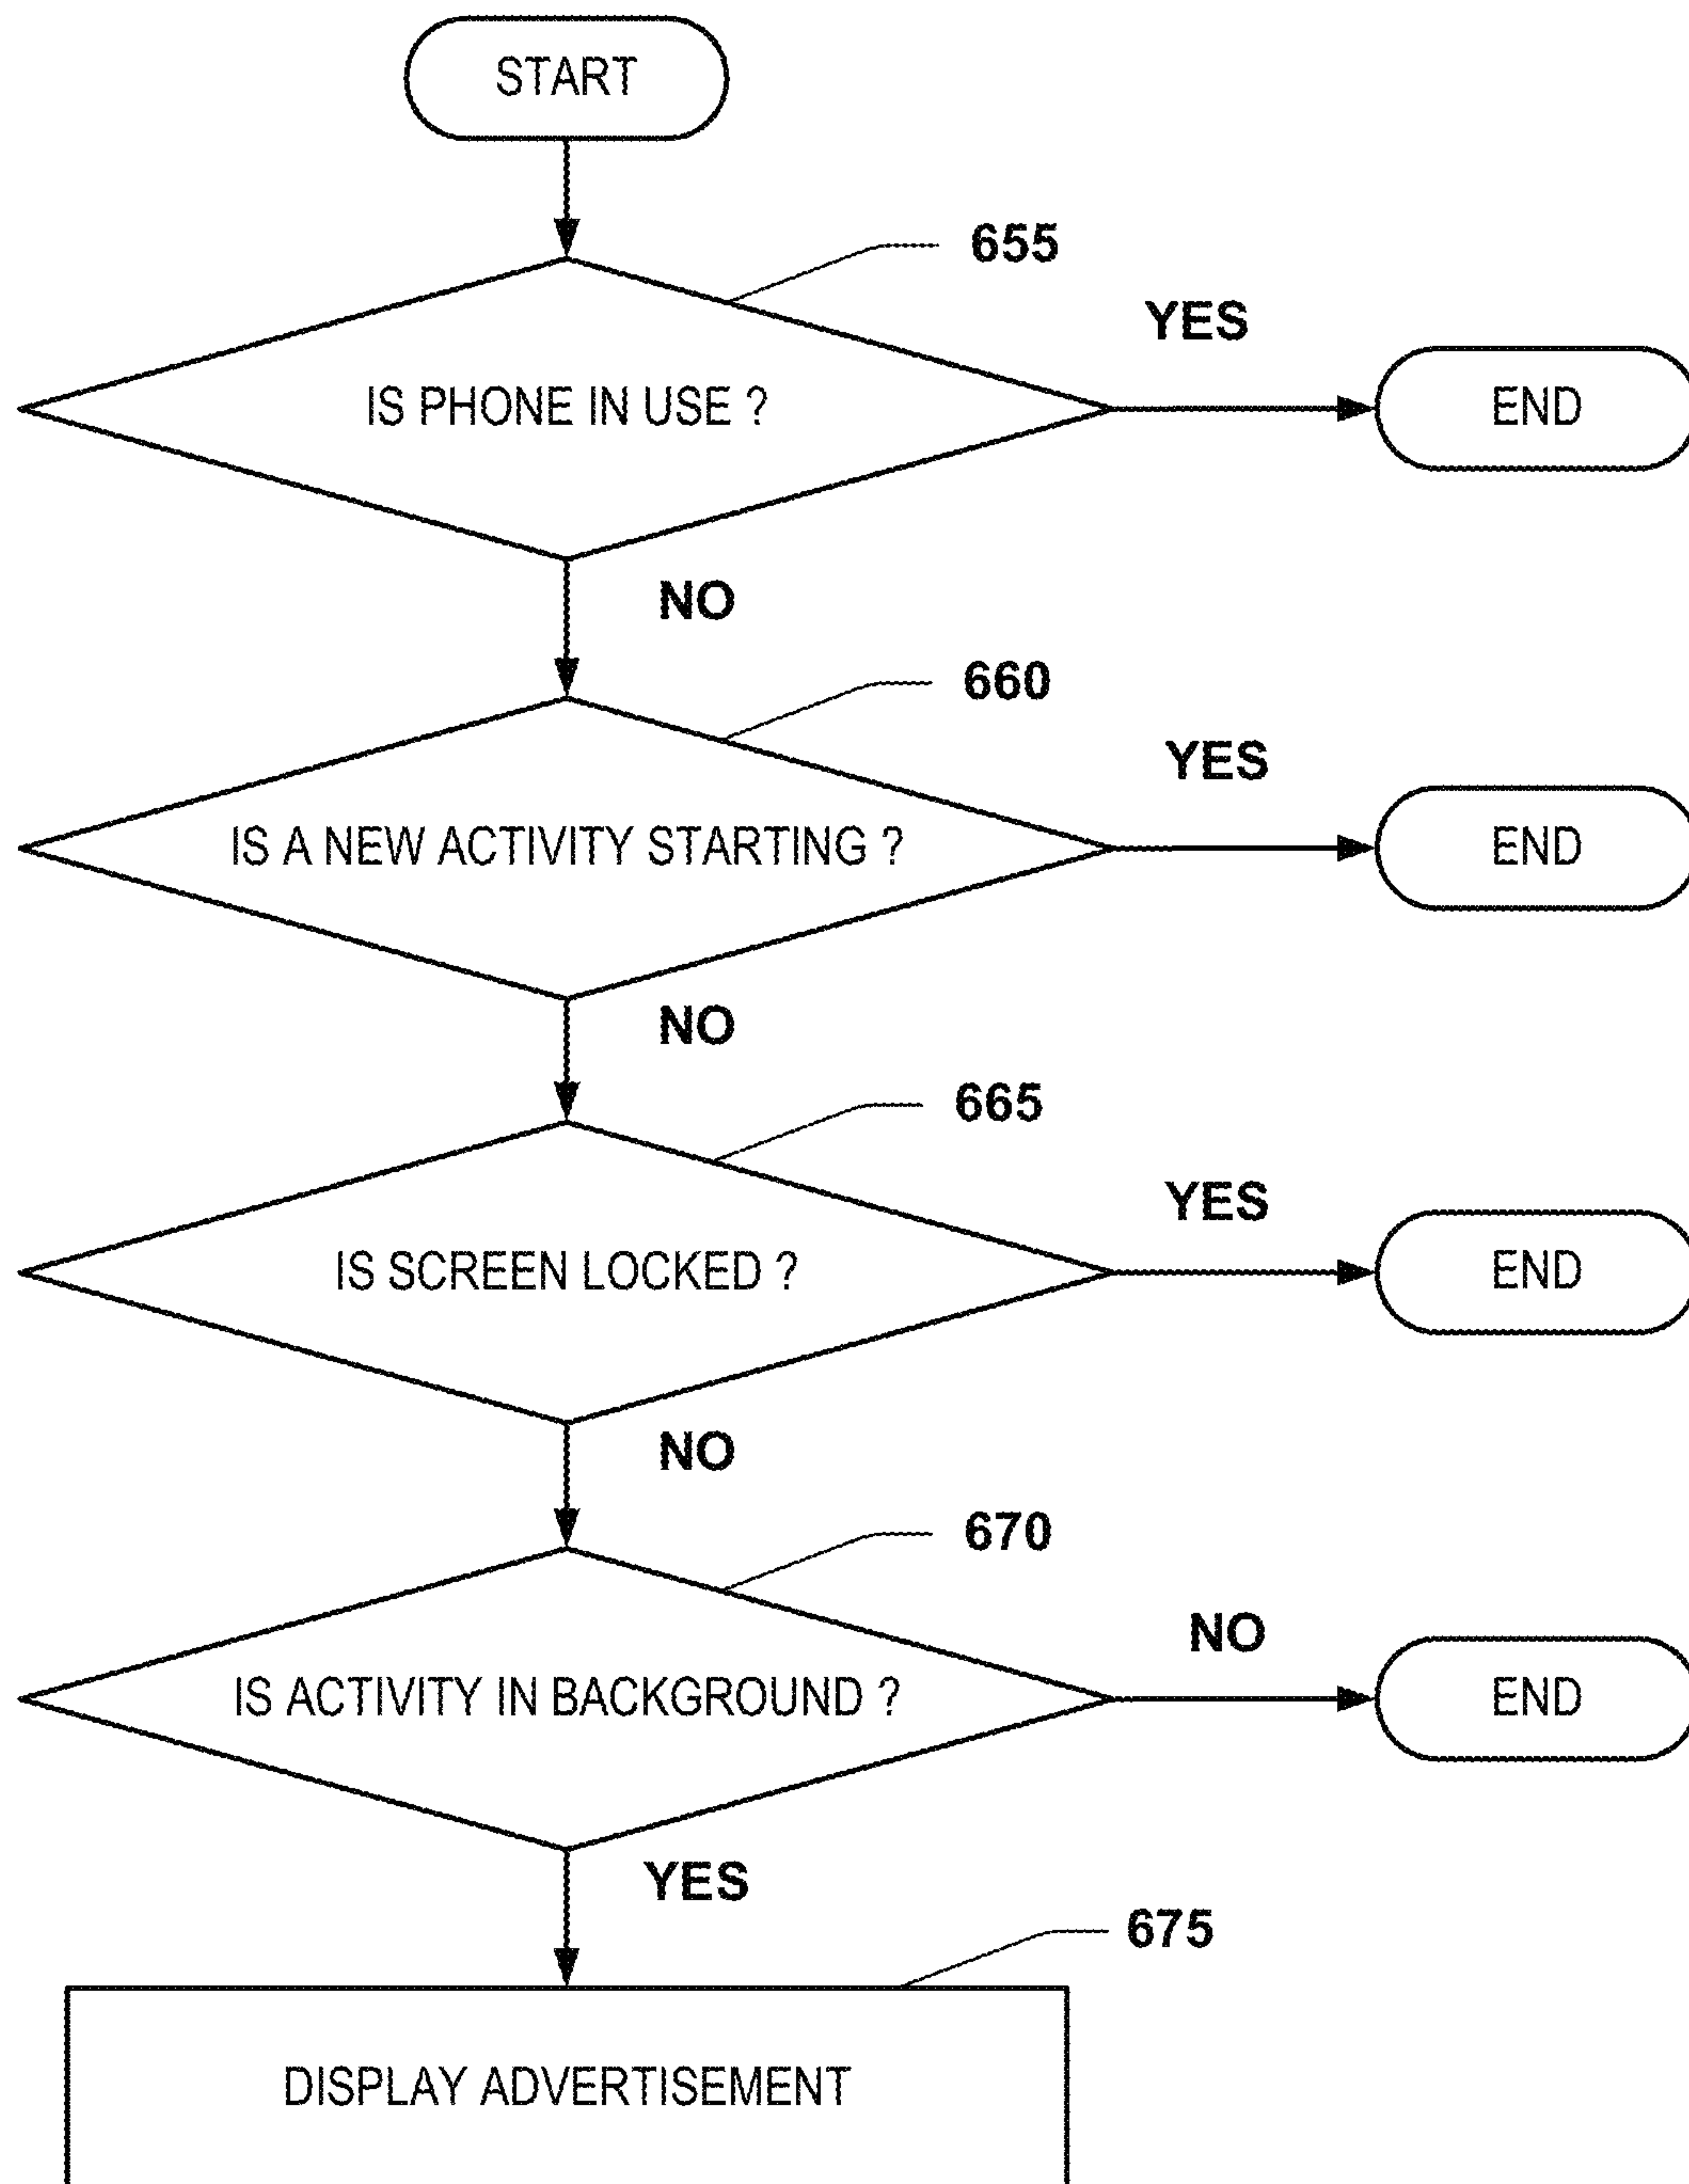 START
655
YES
IS PHONE IN USE ?
END
NO
660
YES
IS A NEW ACTIVITY STARTING ?
END
NO
665
YES
IS SCREEN LOCKED ?
END
NO
670
NO
IS ACTIVITY IN BACKGROUND ?
END
YES
675
DISPLAY ADVERTISEMENT